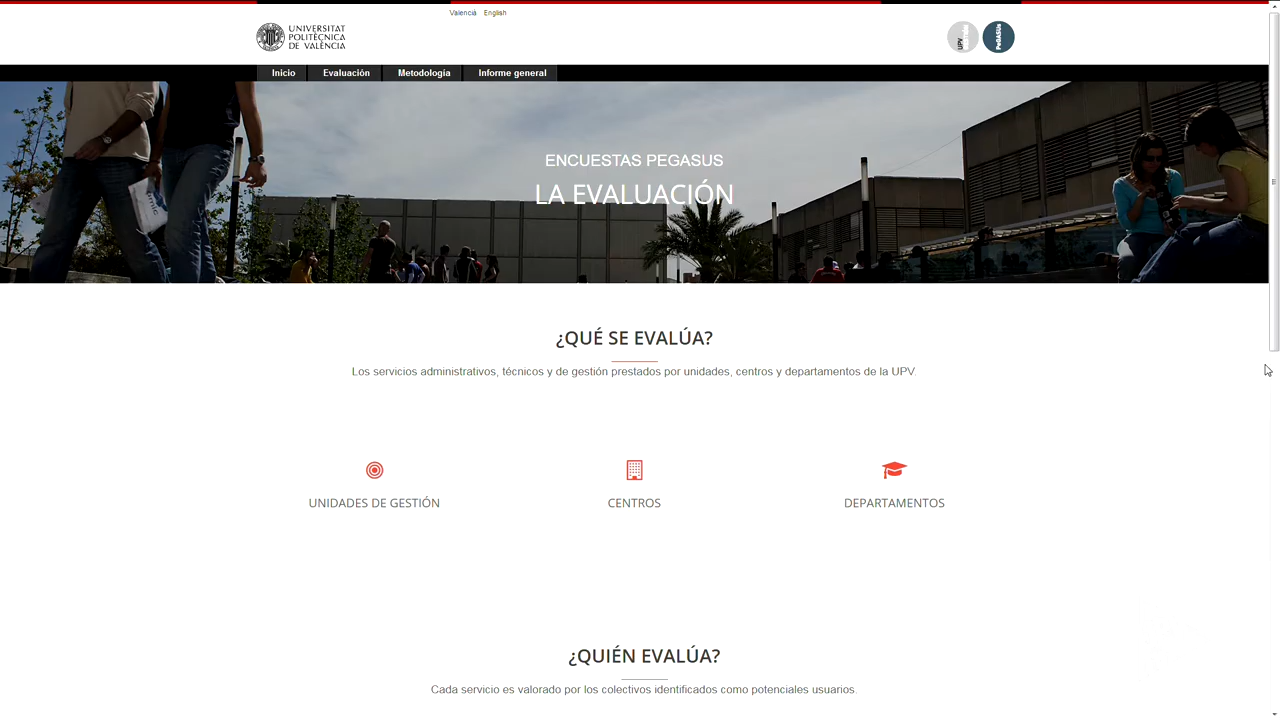 Valencià English
UNIVERSITAT
POLITÈCNICA
DE VALÈNCIA
UPV
PeGASUs
Inicio Evaluación Metodología Informe general
ENCUESTAS PEGASUS
LA EVALUACIÓN
¿QUÉ SE EVALÚA?
Los servicios administrativos, técnicos y de gestión prestados por unidades, centros y departamentos de la UPV.
UNIDADES DE GESTIÓN CENTROS DEPARTAMENTOS
¿QUIÉN EVALÚA?
Cada servicio es valorado por los colectivos identificados como potenciales usuarios.